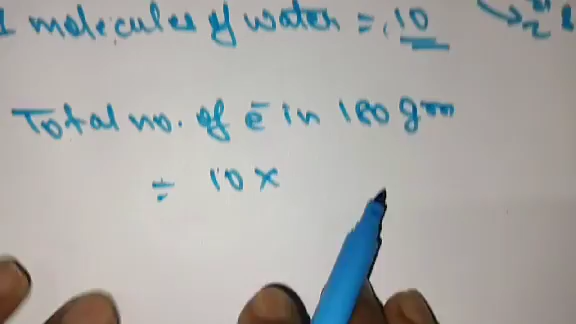 1 molecules of water = 10
Total no. of ē in 180 gm
= 10 x